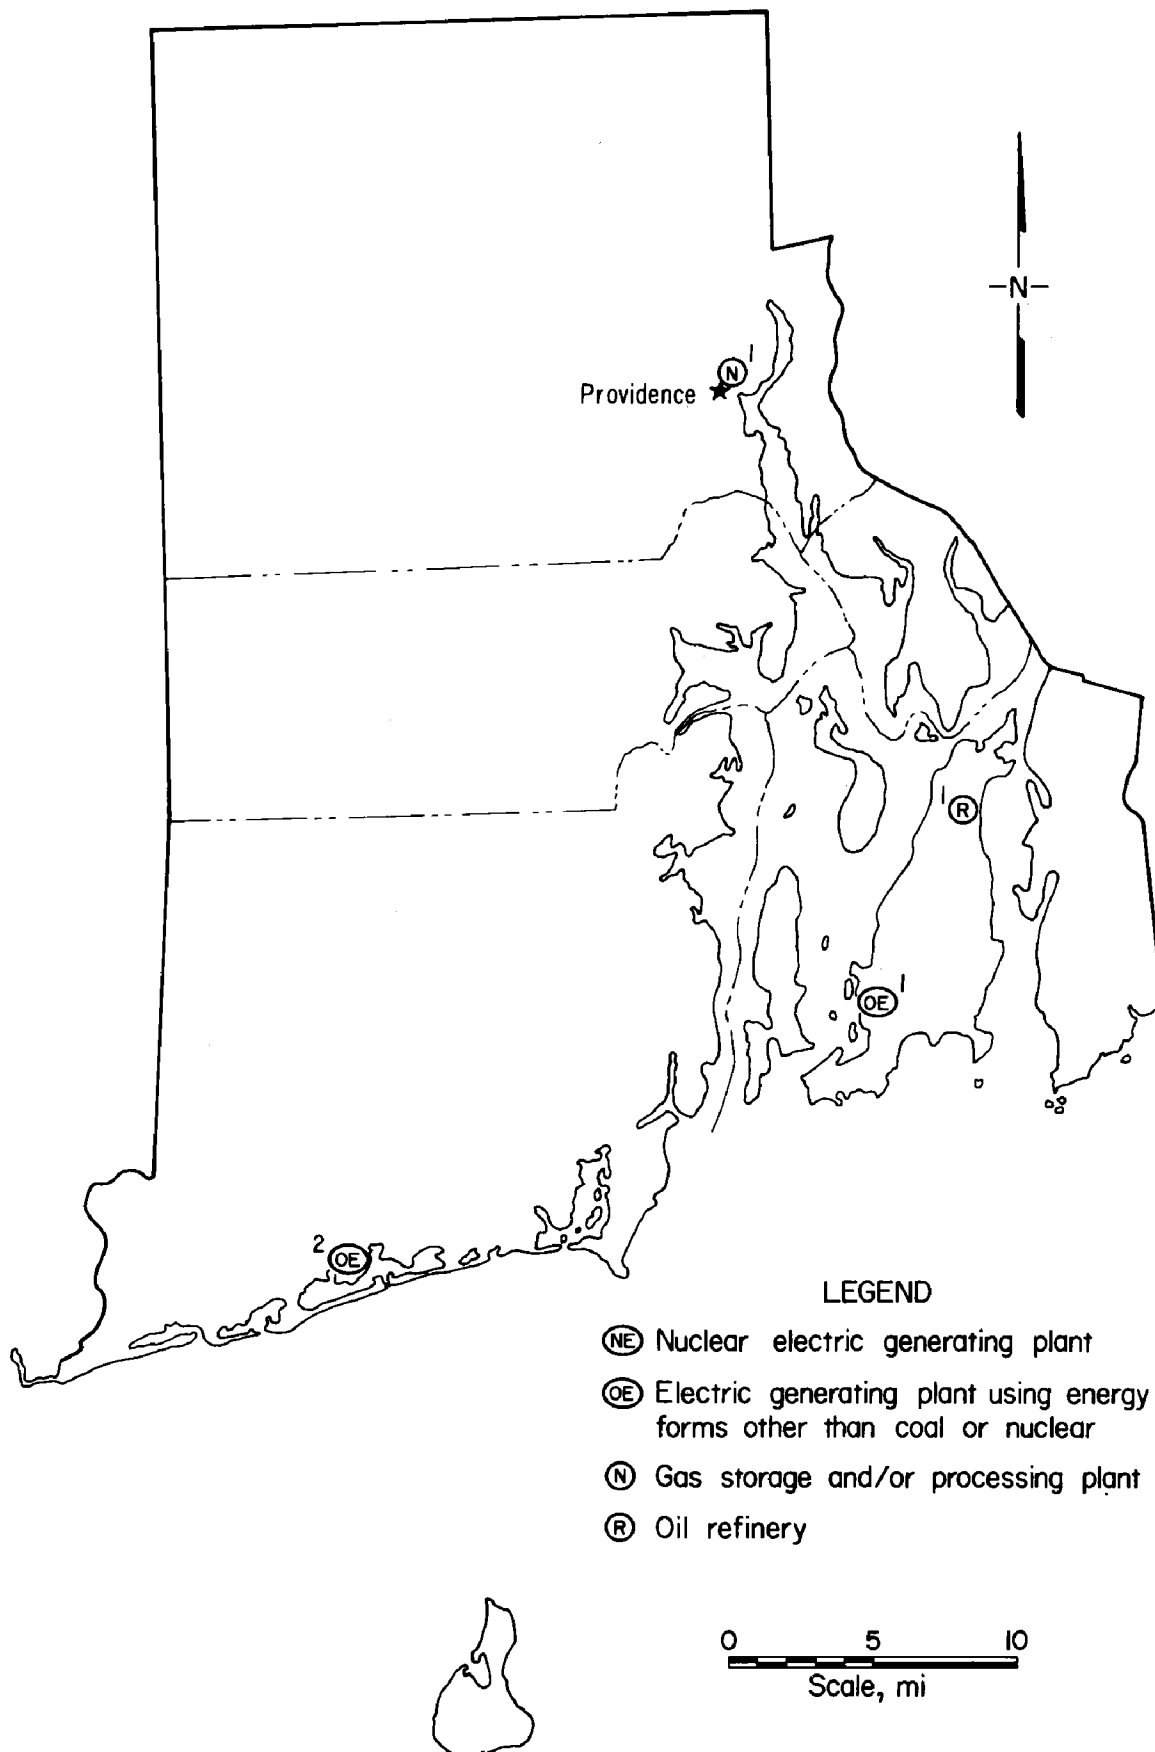 -N-
1
N
Providence
1
R
1
OE
2
OE
LEGEND
NE Nuclear electric generating plant
OE Electric generating plant using energy
forms other than coal or nuclear
N Gas storage and/or processing plant
R Oil refinery
0 5 10
Scale, mi